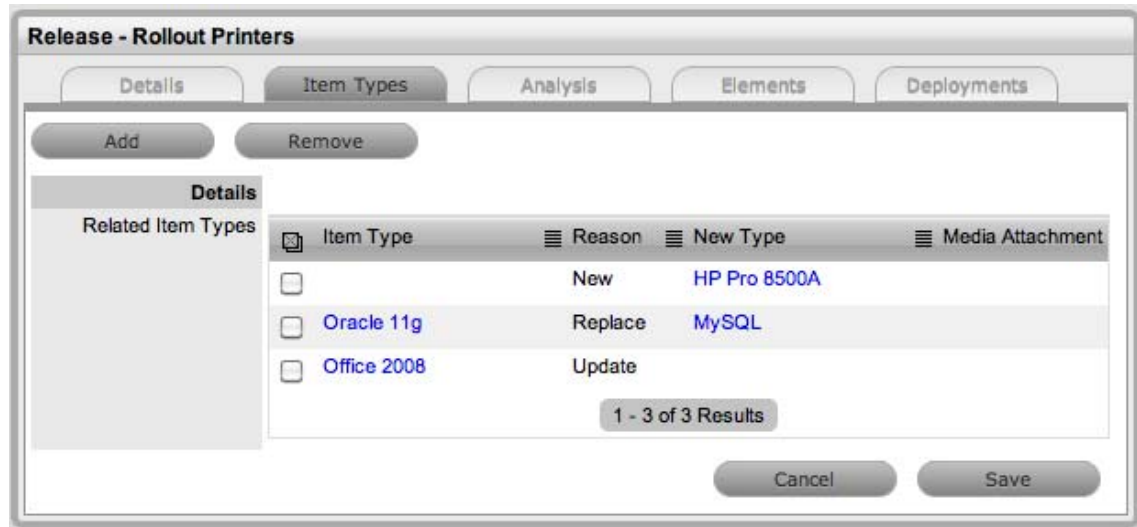 Release - Rollout Printers
Details Item Types Analysis Elements Deployments
Add Remove
Details
Related Item Types
Item Type Reason New Type Media Attachment
New HP Pro 8500A
Oracle 11g Replace MySQL
Office 2008 Update
1 - 3 of 3 Results
Cancel Save